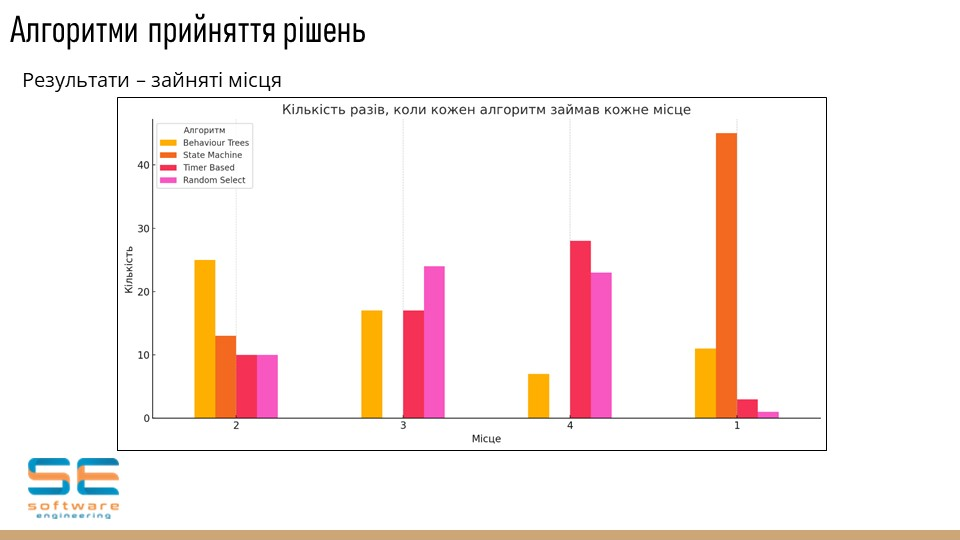 Алгоритми прийняття рішень
Результати – зайняті місця
Кількість разів, коли кожен алгоритм займав кожне місце
Алгоритм
Behaviour Trees
State Machine
Timer Based
Random Select
40
30
20
10
0
Кількість
2 3 4 1
Місце
SE
software
engineering